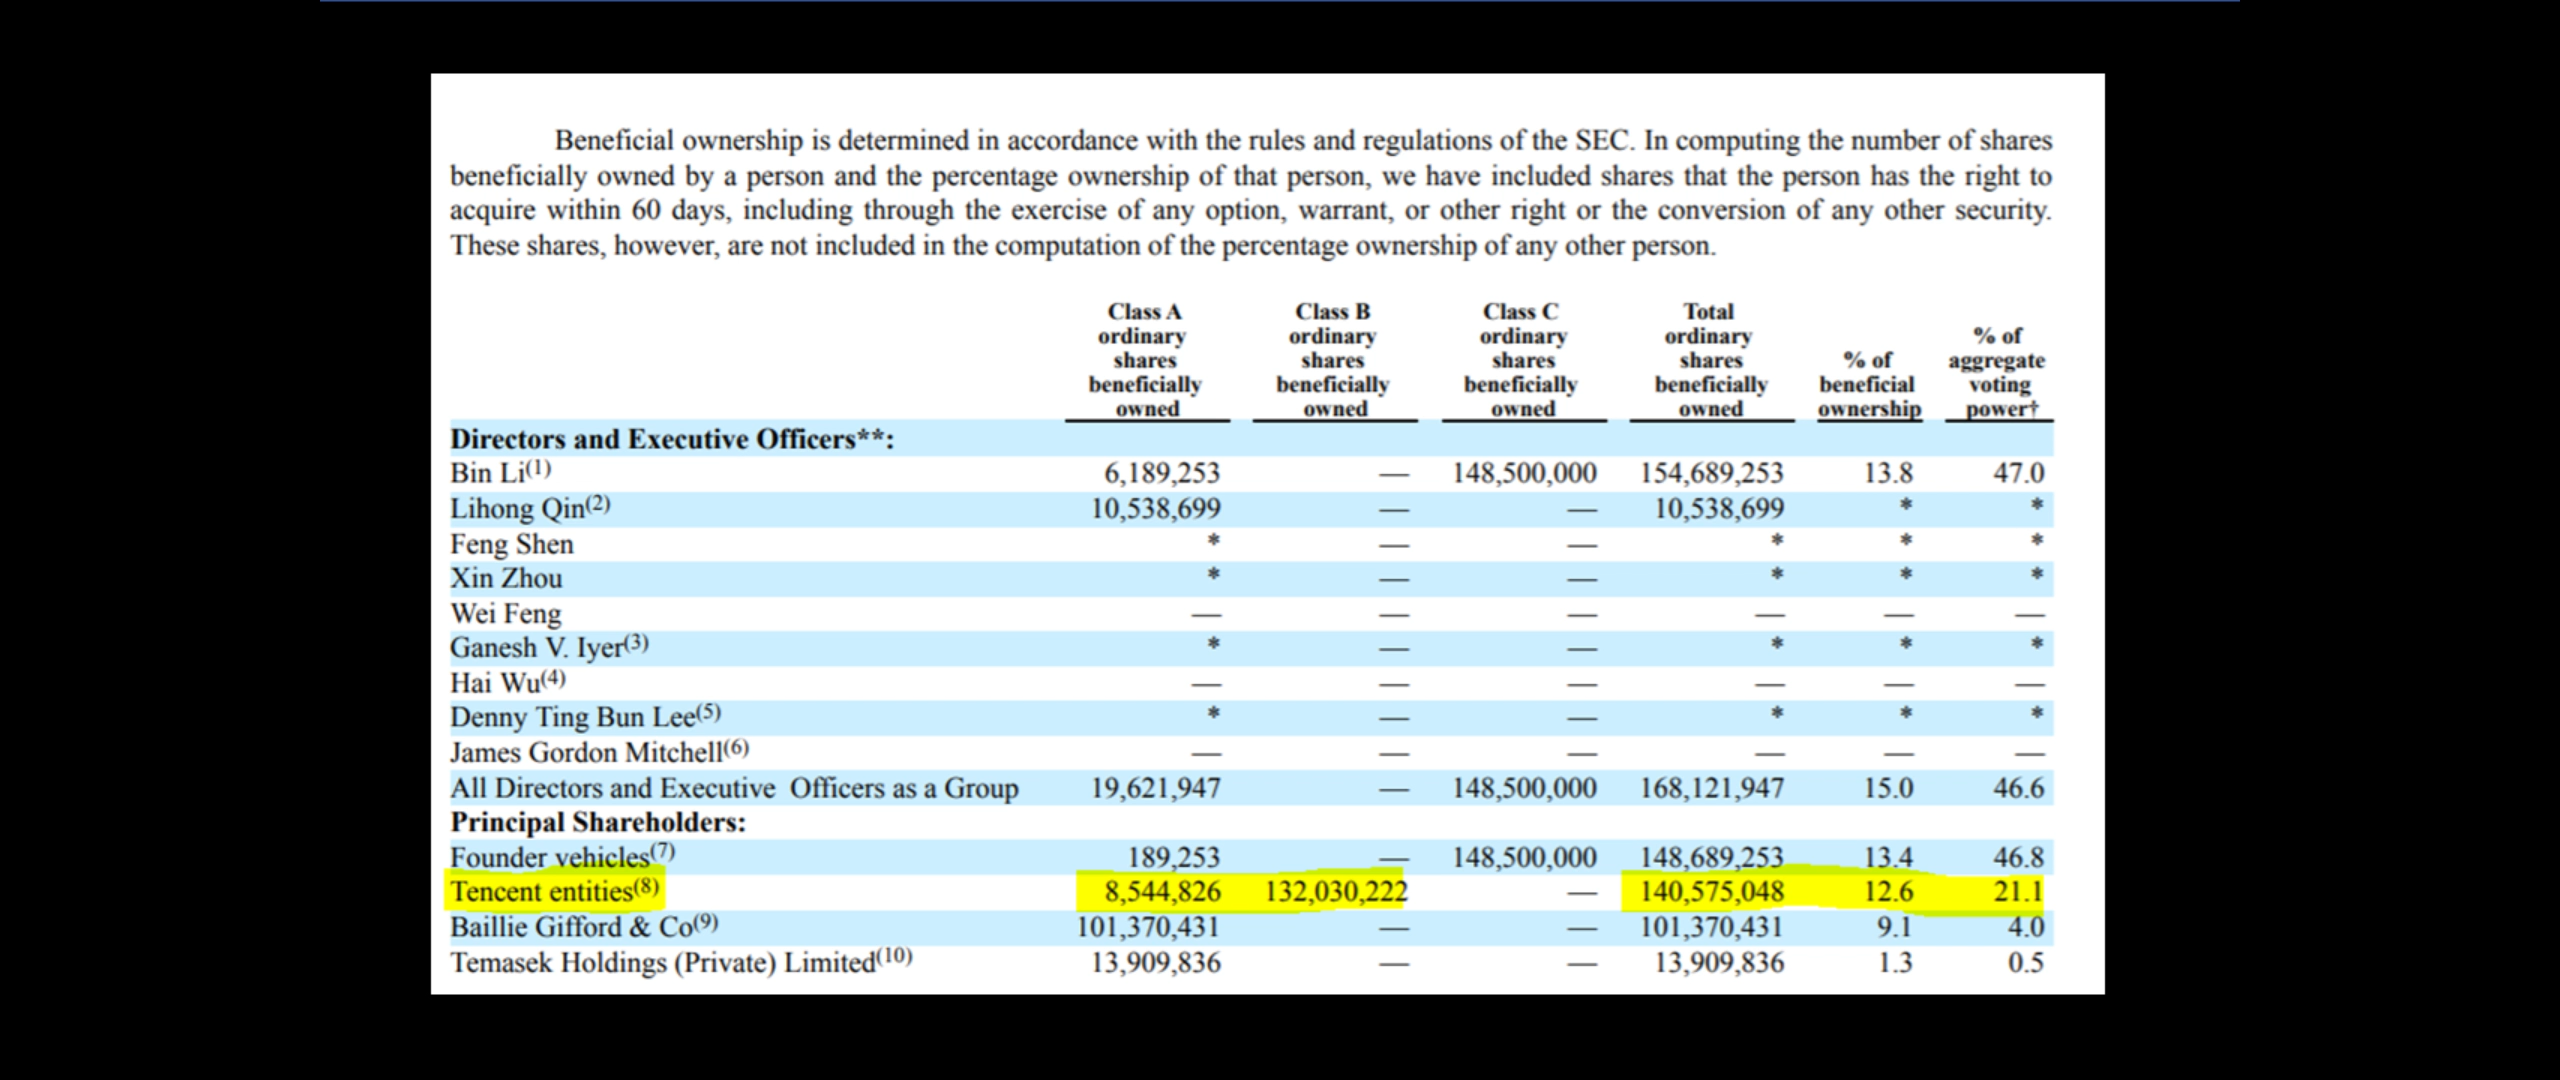 Beneficial ownership is determined in accordance with the rules and regulations of the SEC. In computing the number of shares
beneficially owned by a person and the percentage ownership of that person, we have included shares that the person has the right to
acquire within 60 days, including through the exercise of any option, warrant, or other right or the conversion of any other security.
These shares, however, are not included in the computation of the percentage ownership of any other person.
Class A ordinary shares beneficially owned
Class B ordinary shares beneficially owned
Class C ordinary shares beneficially owned
Total ordinary shares beneficially owned
% of beneficial ownership
% of aggregate voting power†
Directors and Executive Officers**:
Bin Li(1) 6,189,253 — 148,500,000 154,689,253 13.8 47.0
Lihong Qin(2) 10,538,699 — — 10,538,699 * *
Feng Shen * — — * * *
Xin Zhou * — — * * *
Wei Feng — — — — — —
Ganesh V. Iyer(3) * — — * * *
Hai Wu(4) — — — — — —
Denny Ting Bun Lee(5) * — — * * *
James Gordon Mitchell(6) — — — — — —
All Directors and Executive Officers as a Group 19,621,947 — 148,500,000 168,121,947 15.0 46.6
Principal Shareholders:
Founder vehicles(7) 189,253 — 148,500,000 148,689,253 13.4 46.8
Tencent entities(8) 8,544,826 132,030,222 — 140,575,048 12.6 21.1
Baillie Gifford & Co(9) 101,370,431 — — 101,370,431 9.1 4.0
Temasek Holdings (Private) Limited(10) 13,909,836 — — 13,909,836 1.3 0.5